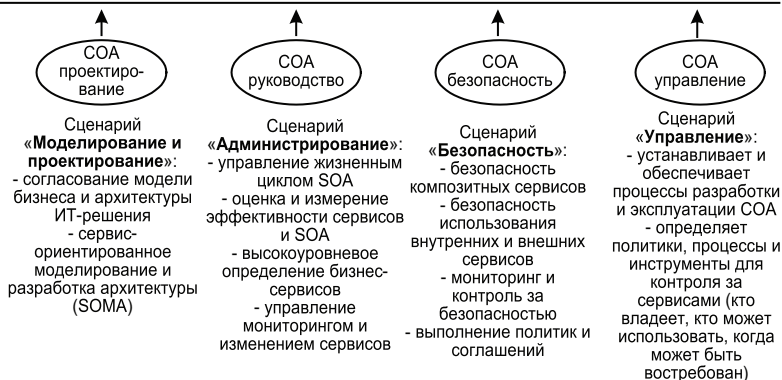 СОА
проектиро-
вание
Сценарий
«Моделирование и
проектирование»:
- согласование модели
бизнеса и архитектуры
ИТ-решения
- сервис-
ориентированное
моделирование и
разработка архитектуры
(SOMA)
СОА
руководство
Сценарий
«Администрирование»:
- управление жизненным
циклом SOA
- оценка и измерение
эффективности сервисов
и SOA
- высокоуровневое
определение бизнес-
сервисов
- управление
мониторингом и
изменением сервисов
СОА
безопасность
Сценарий
«Безопасность»:
- безопасность
композитных сервисов
- безопасность
использования
внутренних и внешних
сервисов
- мониторинг и
контроль за
безопасностью
- выполнение политик и
соглашений
СОА
управление
Сценарий
«Управление»:
- устанавливает и
обеспечивает
процессы разработки
и эксплуатации СОА
- определяет
политики, процессы и
инструменты для
контроля за
сервисами (кто
владеет, кто может
использовать, когда
может быть
востребован)